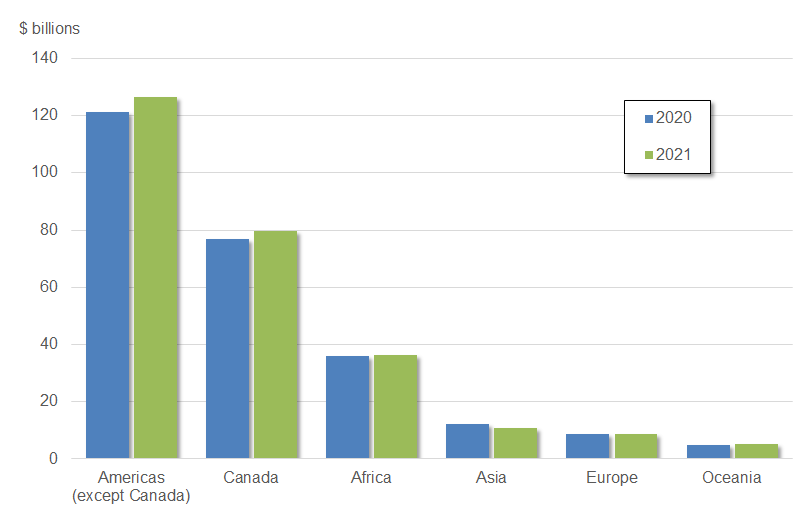 $ billions
140
120
100
80
60
40
20
0
2020
2021
Americas
(except Canada)
Canada
Africa
Asia
Europe
Oceania